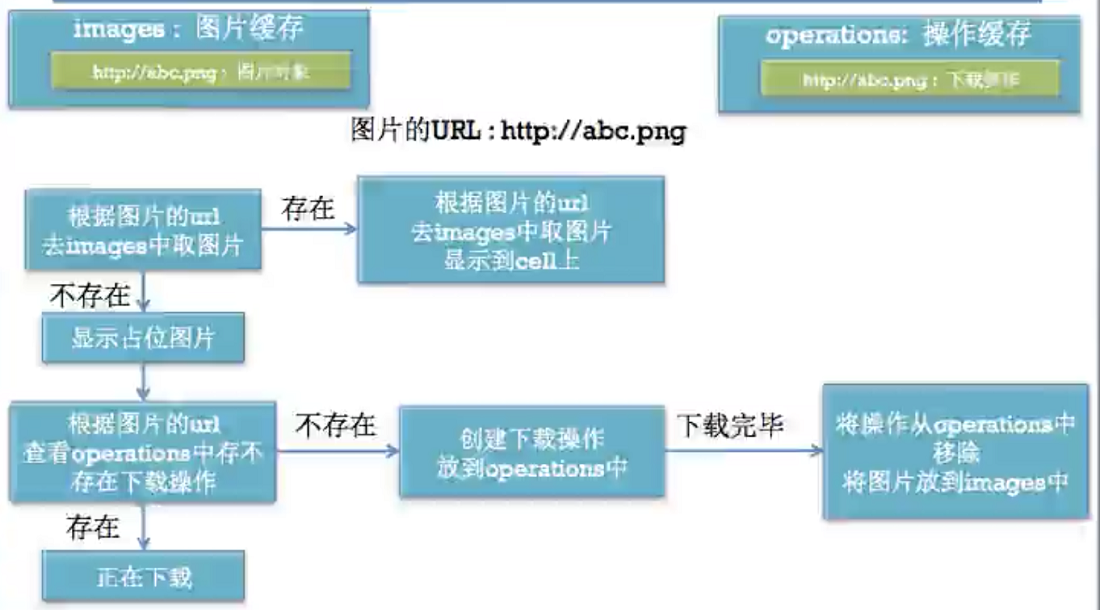 images： 图片缓存
http://abc.png： 图片对象
operations: 操作缓存
http://abc.png：下载操作
图片的URL : http://abc.png
根据图片的url
去images中取图片
存在
根据图片的url
去images中取图片
显示到cell上
不存在
显示占位图片
根据图片的url
查看operations中存不
存在下载操作
不存在
创建下载操作
放到operations中
下载完毕
将操作从operations中
移除
将图片放到images中
存在
正在下载